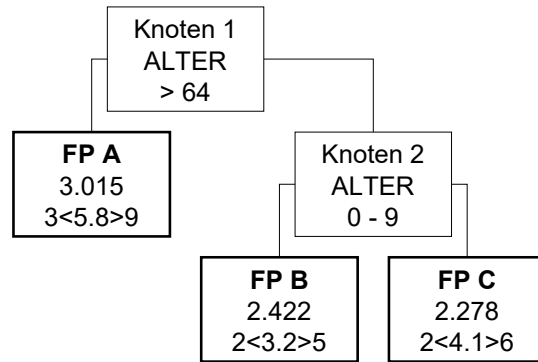 Knoten 1
ALTER
> 64
FP A
3.015
3<5.8>9
Knoten 2
ALTER
0 - 9
FP B
2.422
2<3.2>5
FP C
2.278
2<4.1>6